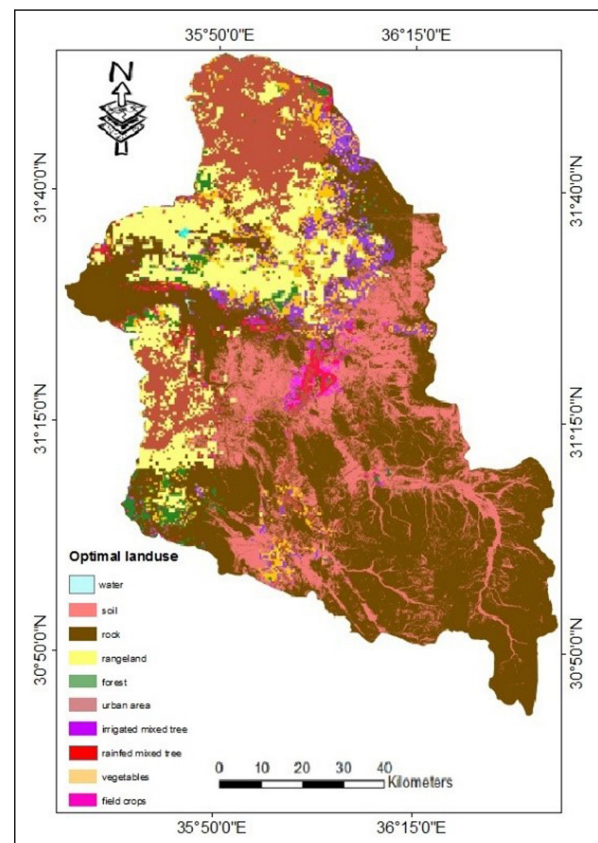 35°50'0"E 36°15'0"E
N
31°40'0"N 31°40'0"N
31°15'0"N 31°15'0"N
30°50'0"N 30°50'0"N
Optimal landuse
water
soil
rock
rangeland
forest
urban area
irrigated mixed tree
rainfed mixed tree
vegetables
field crops
0 10 20 30 40
Kilometers
35°50'0"E 36°15'0"E